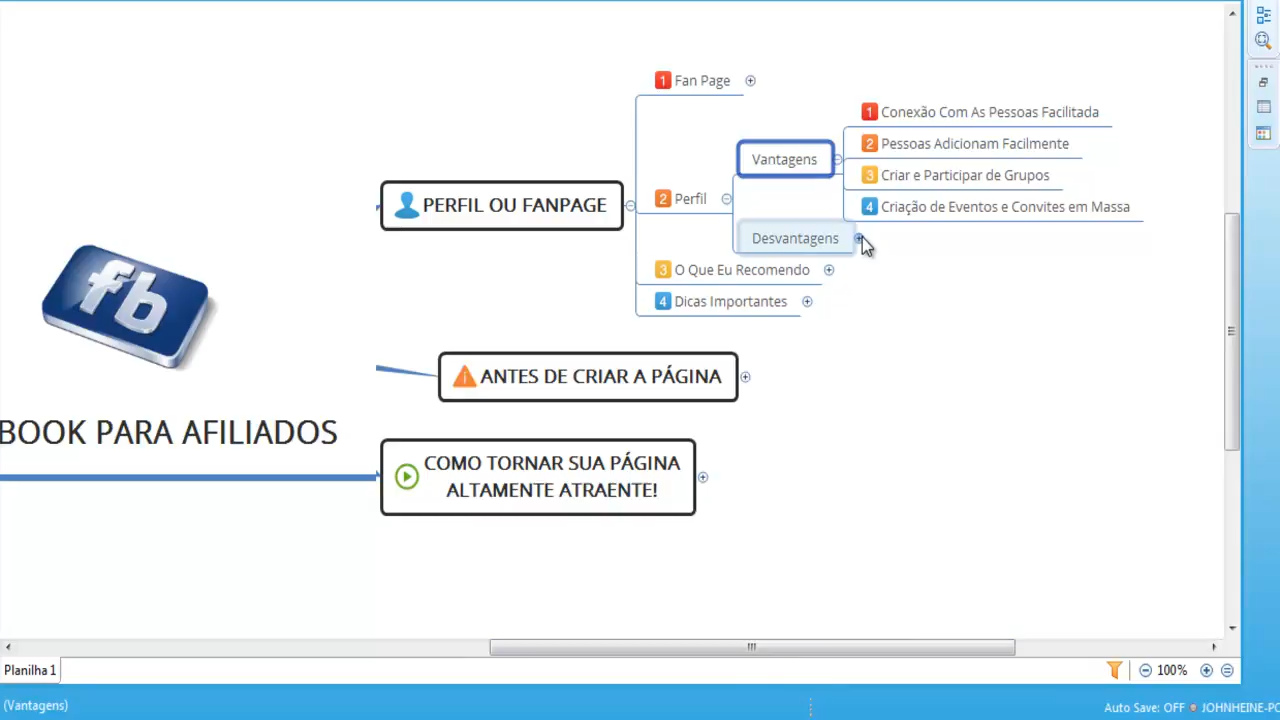 1 Fan Page
1 Conexão Com As Pessoas Facilitada
2 Pessoas Adicionam Facilmente
Vantagens
3 Criar e Participar de Grupos
2 Perfil
4 Criação de Eventos e Convites em Massa
PERFIL OU FANPAGE
Desvantagens
3 O Que Eu Recomendo
4 Dicas Importantes
fb
ANTES DE CRIAR A PÁGINA
BOOK PARA AFILIADOS
COMO TORNAR SUA PÁGINA
ALTAMENTE ATRAENTE!
Planilha 1
100%
(Vantagens)
Auto Save: OFF
JOHNHEINE-PC